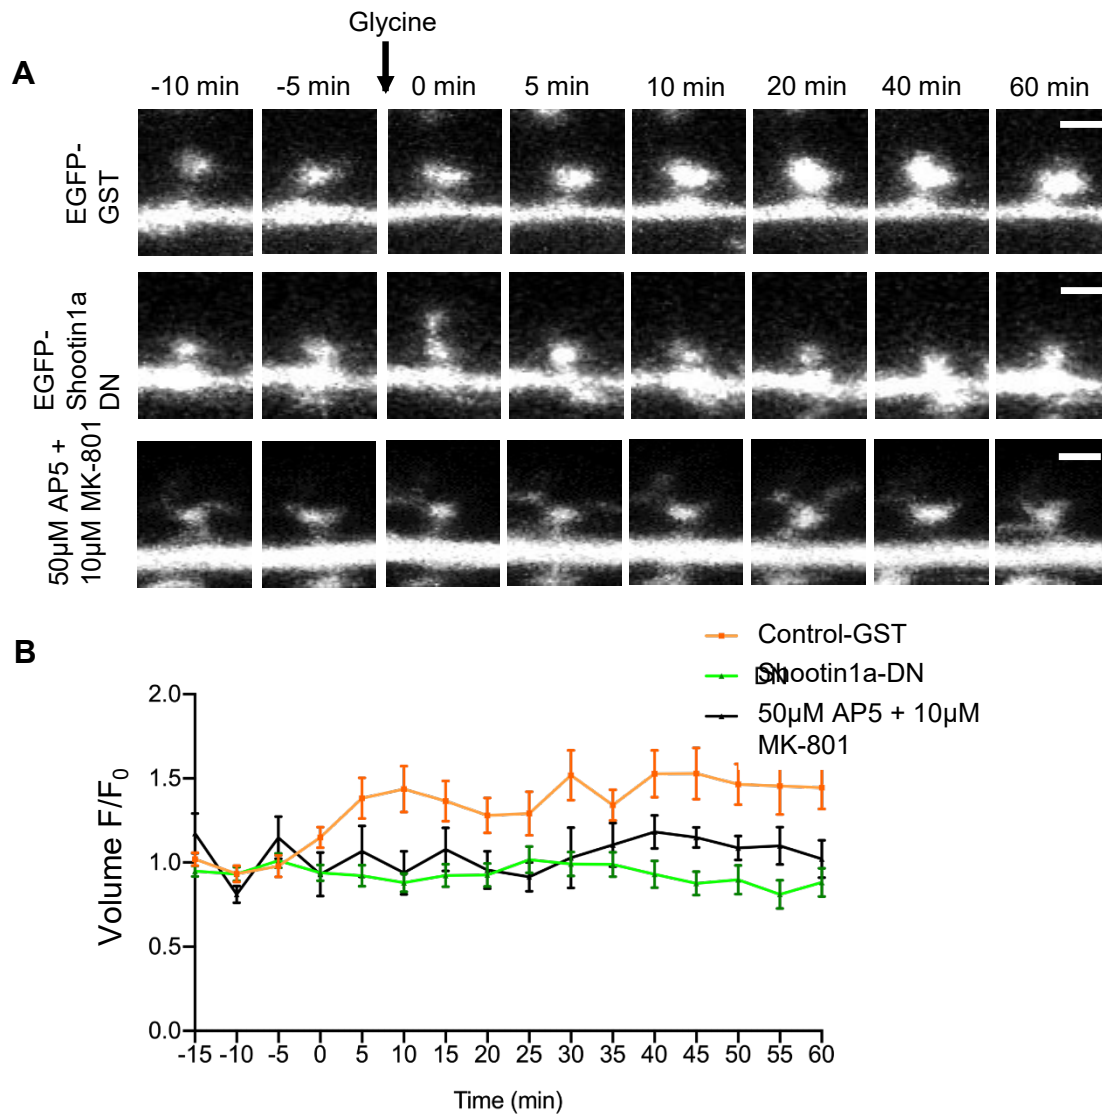 Glycine
A
-10 min -5 min 0 min 5 min 10 min 20 min 40 min 60 min
EGFP-
GST
EGFP-
Shootin1a
DN
50µM AP5 +
10µM MK-801
B
Control-GST
DN
Shootin1a-DN
50µM AP5 + 10µM
MK-801
Volume F/F0
2.0
1.5
1.0
0.5
0.0
-15 -10 -5 0 5 10 15 20 25 30 35 40 45 50 55 60
Time (min)